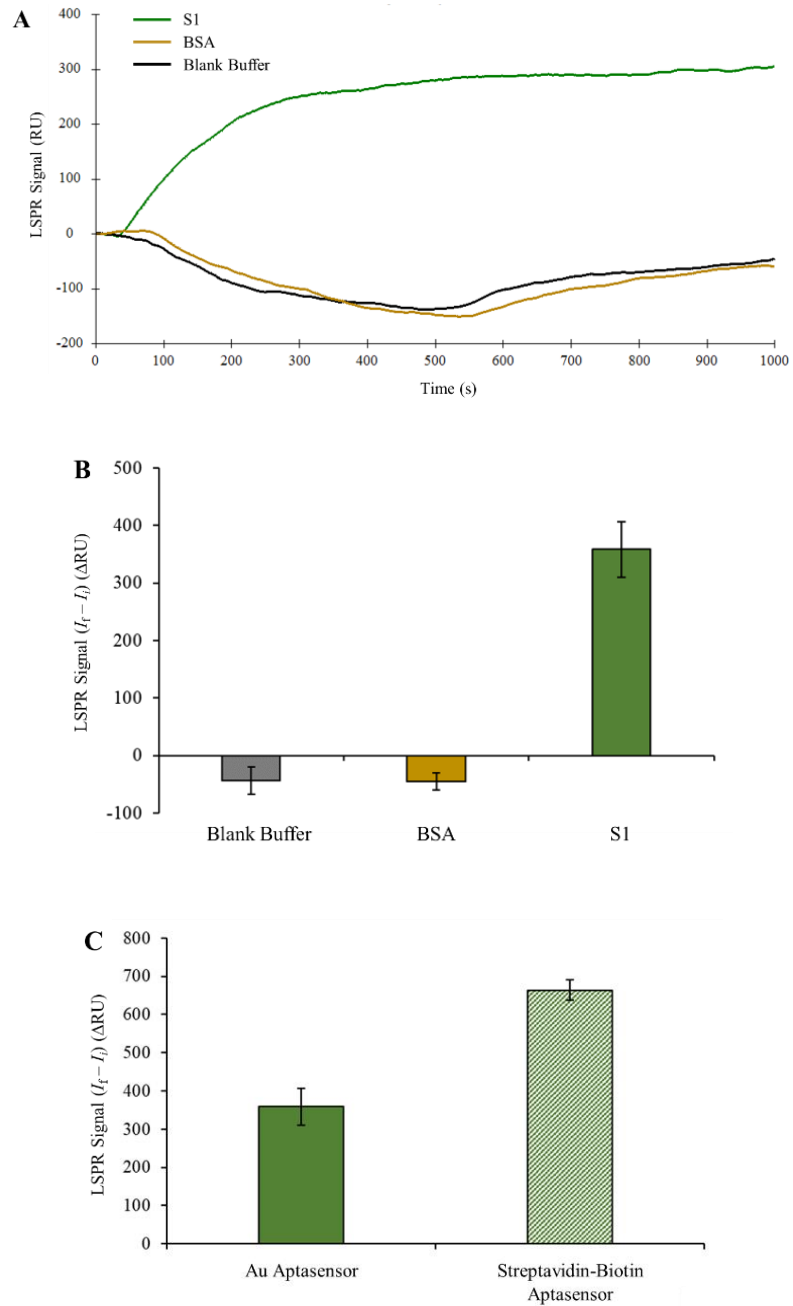 A
S1
BSA
Blank Buffer
400
300
200
100
0
-100
-200
LSPR Signal (RU)
0 100 200 300 400 500 600 700 800 900 1000
Time (s)
B
500
400
300
200
100
0
-100
LSPR Signal (If – Ii) (ΔRU)
Blank Buffer BSA S1
C
800
700
600
500
400
300
200
100
0
LSPR Signal (If – Ii) (ΔRU)
Au Aptasensor Streptavidin-Biotin
Aptasensor